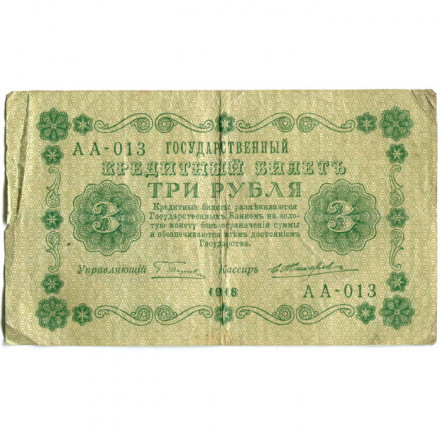 АА-013 ГОСУДАРСТВЕННЫЙ
КРЕДИТНЫЙ БИЛЕТЪ
ТРИ РУБЛЯ
3 3
Кредитные билеты размѣниваются
Государственнымъ Банкомъ на золо-
тую монету безъ ограниченія суммы
и обезпечиваются всѣмъ достояніемъ
Государства.
Управляющій Кассиръ
1918
АА-013